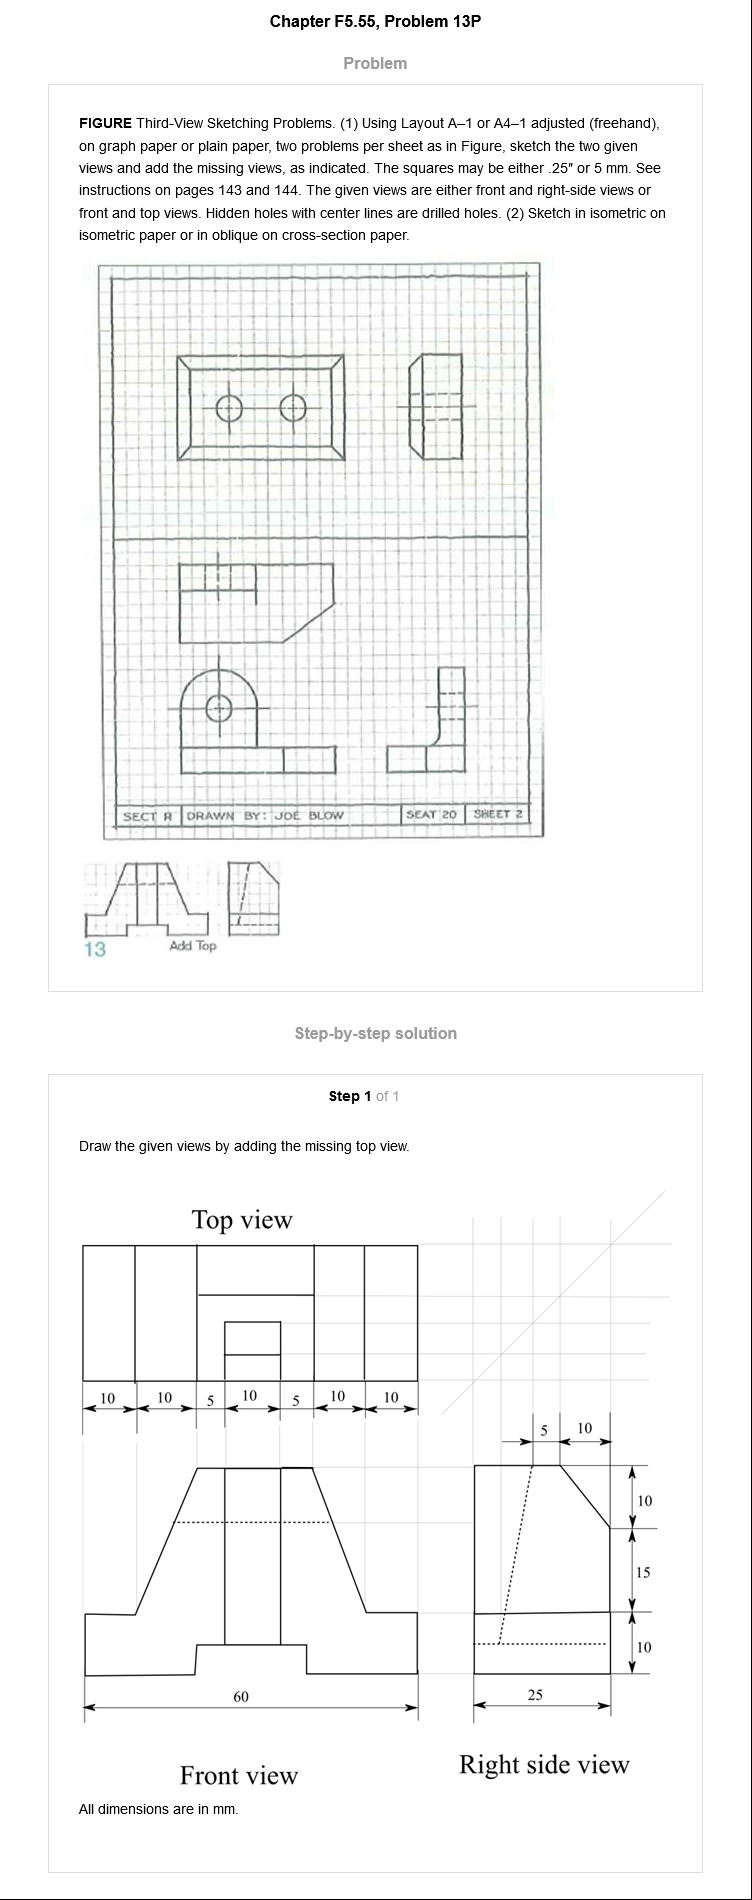 Chapter F5.55, Problem 13P
Problem
FIGURE Third-View Sketching Problems. (1) Using Layout A–1 or A4–1 adjusted (freehand),
on graph paper or plain paper, two problems per sheet as in Figure, sketch the two given
views and add the missing views, as indicated. The squares may be either .25″ or 5 mm. See
instructions on pages 143 and 144. The given views are either front and right-side views or
front and top views. Hidden holes with center lines are drilled holes. (2) Sketch in isometric on
isometric paper or in oblique on cross-section paper.
SECT R DRAWN BY: JOE BLOW SEAT 20 SHEET 2
13 Add Top
Step-by-step solution
Step 1 of 1
Draw the given views by adding the missing top view.
Top view
10 10 5 10 5 10 10
5 10
10
15
10
60 25
Front view Right side view
All dimensions are in mm.